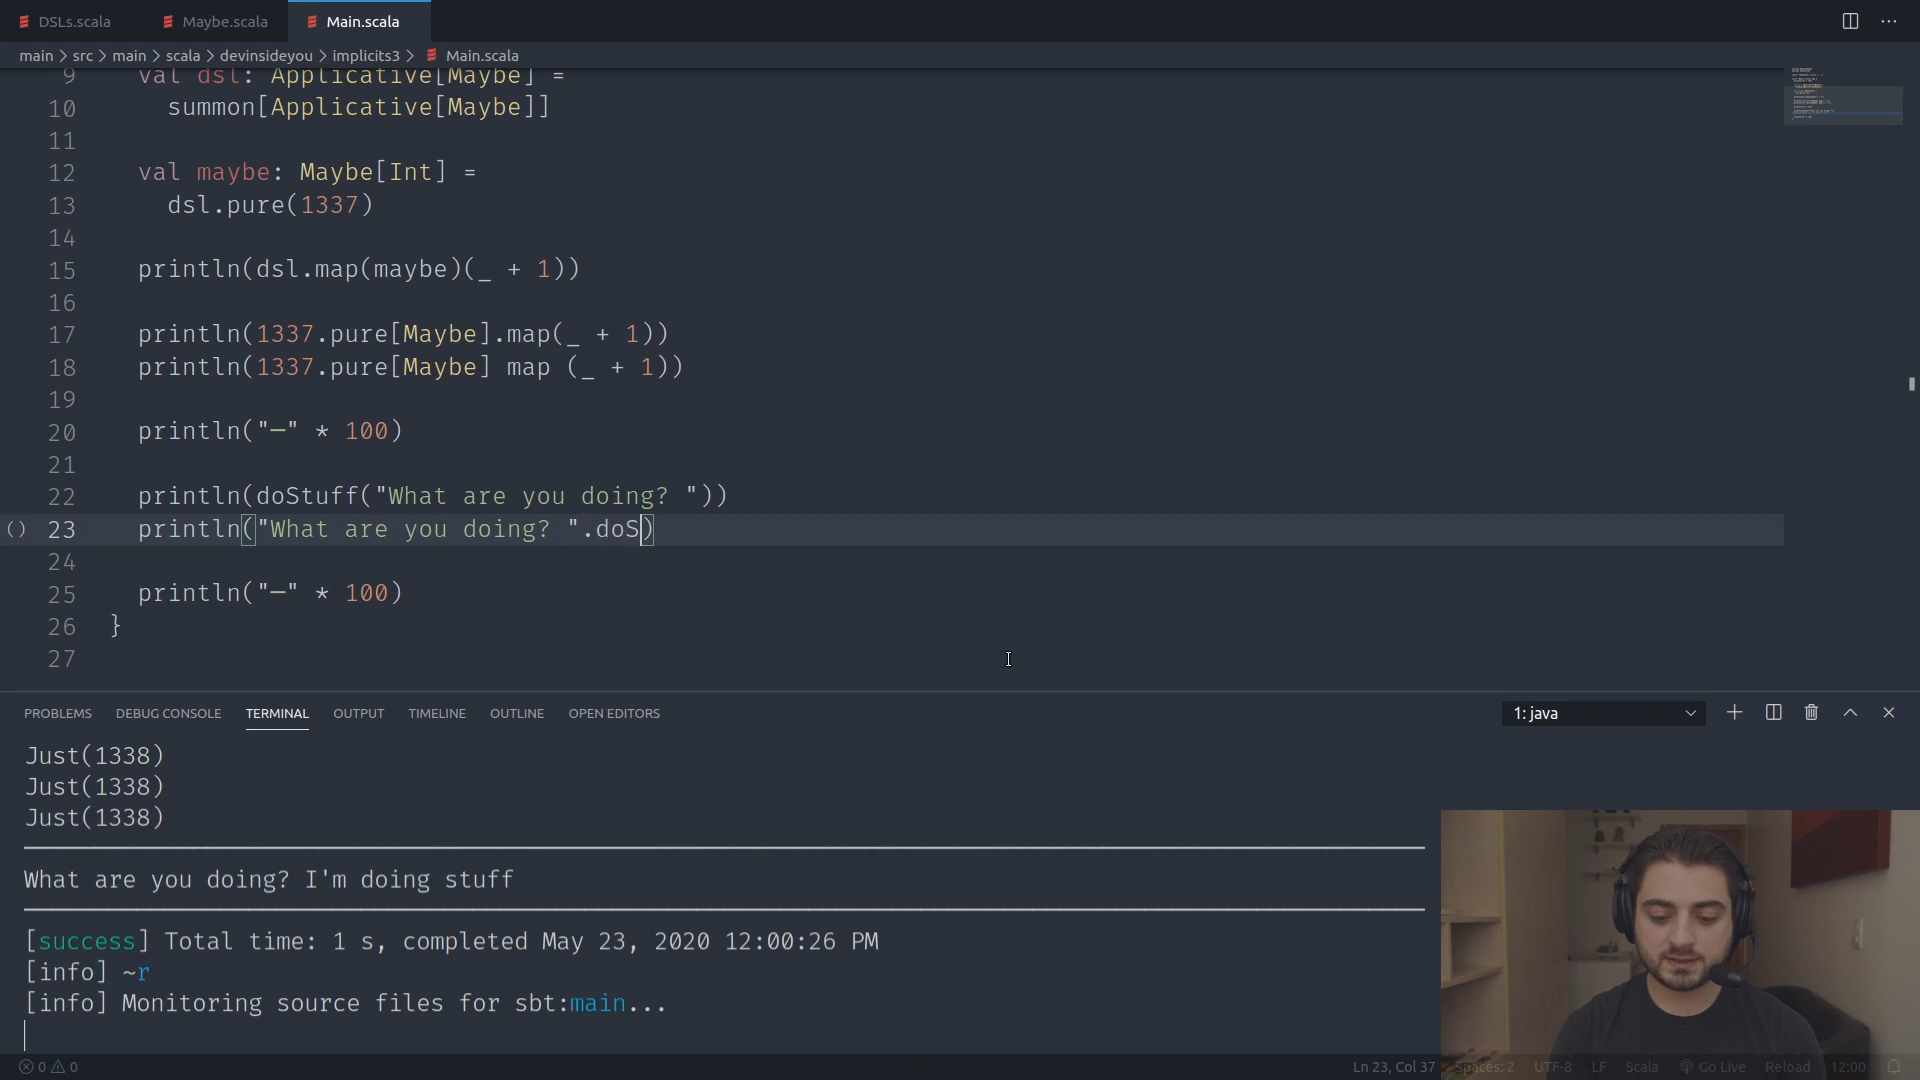 DSLs.scala Maybe.scala Main.scala
main > src > main > scala > devinsideyou > implicits3 > Main.scala
9 val dsl: Applicative[Maybe] =
10 summon[Applicative[Maybe]]
11
12 val maybe: Maybe[Int] =
13 dsl.pure(1337)
14
15 println(dsl.map(maybe)(_ + 1))
16
17 println(1337.pure[Maybe].map(_ + 1))
18 println(1337.pure[Maybe] map (_ + 1))
19
20 println("─" * 100)
21
22 println(doStuff("What are you doing? "))
23 println("What are you doing? ".doS)
24
25 println("─" * 100)
26 }
27
PROBLEMS DEBUG CONSOLE TERMINAL OUTPUT TIMELINE OUTLINE OPEN EDITORS 1: java
Just(1338)
Just(1338)
Just(1338)
What are you doing? I'm doing stuff
[success] Total time: 1 s, completed May 23, 2020 12:00:26 PM
[info] ~r
[info] Monitoring source files for sbt:main...
0 0 Ln 23, Col 37 Spaces: 2 UTF-8 LF Scala Go Live Reload 12:00